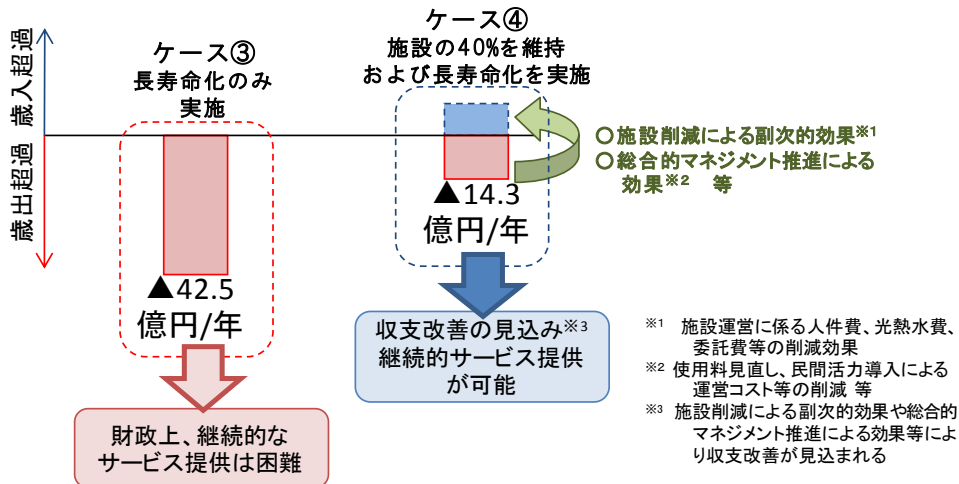 歳入超過
歳出超過
ケース③
長寿命化のみ
実施
▲42.5
億円/年
財政上、継続的な
サービス提供は困難
ケース④
施設の40%を維持
および長寿命化を実施
▲14.3
億円/年
収支改善の見込み※3
継続的サービス提供
が可能
○施設削減による副次的効果※1
○総合的マネジメント推進による
効果※2 等
※1 施設運営に係る人件費、光熱水費、
委託費等の削減効果
※2 使用料見直し、民間活力導入による
運営コスト等の削減 等
※3 施設削減による副次的効果や総合的
マネジメント推進による効果等によ
り収支改善が見込まれる